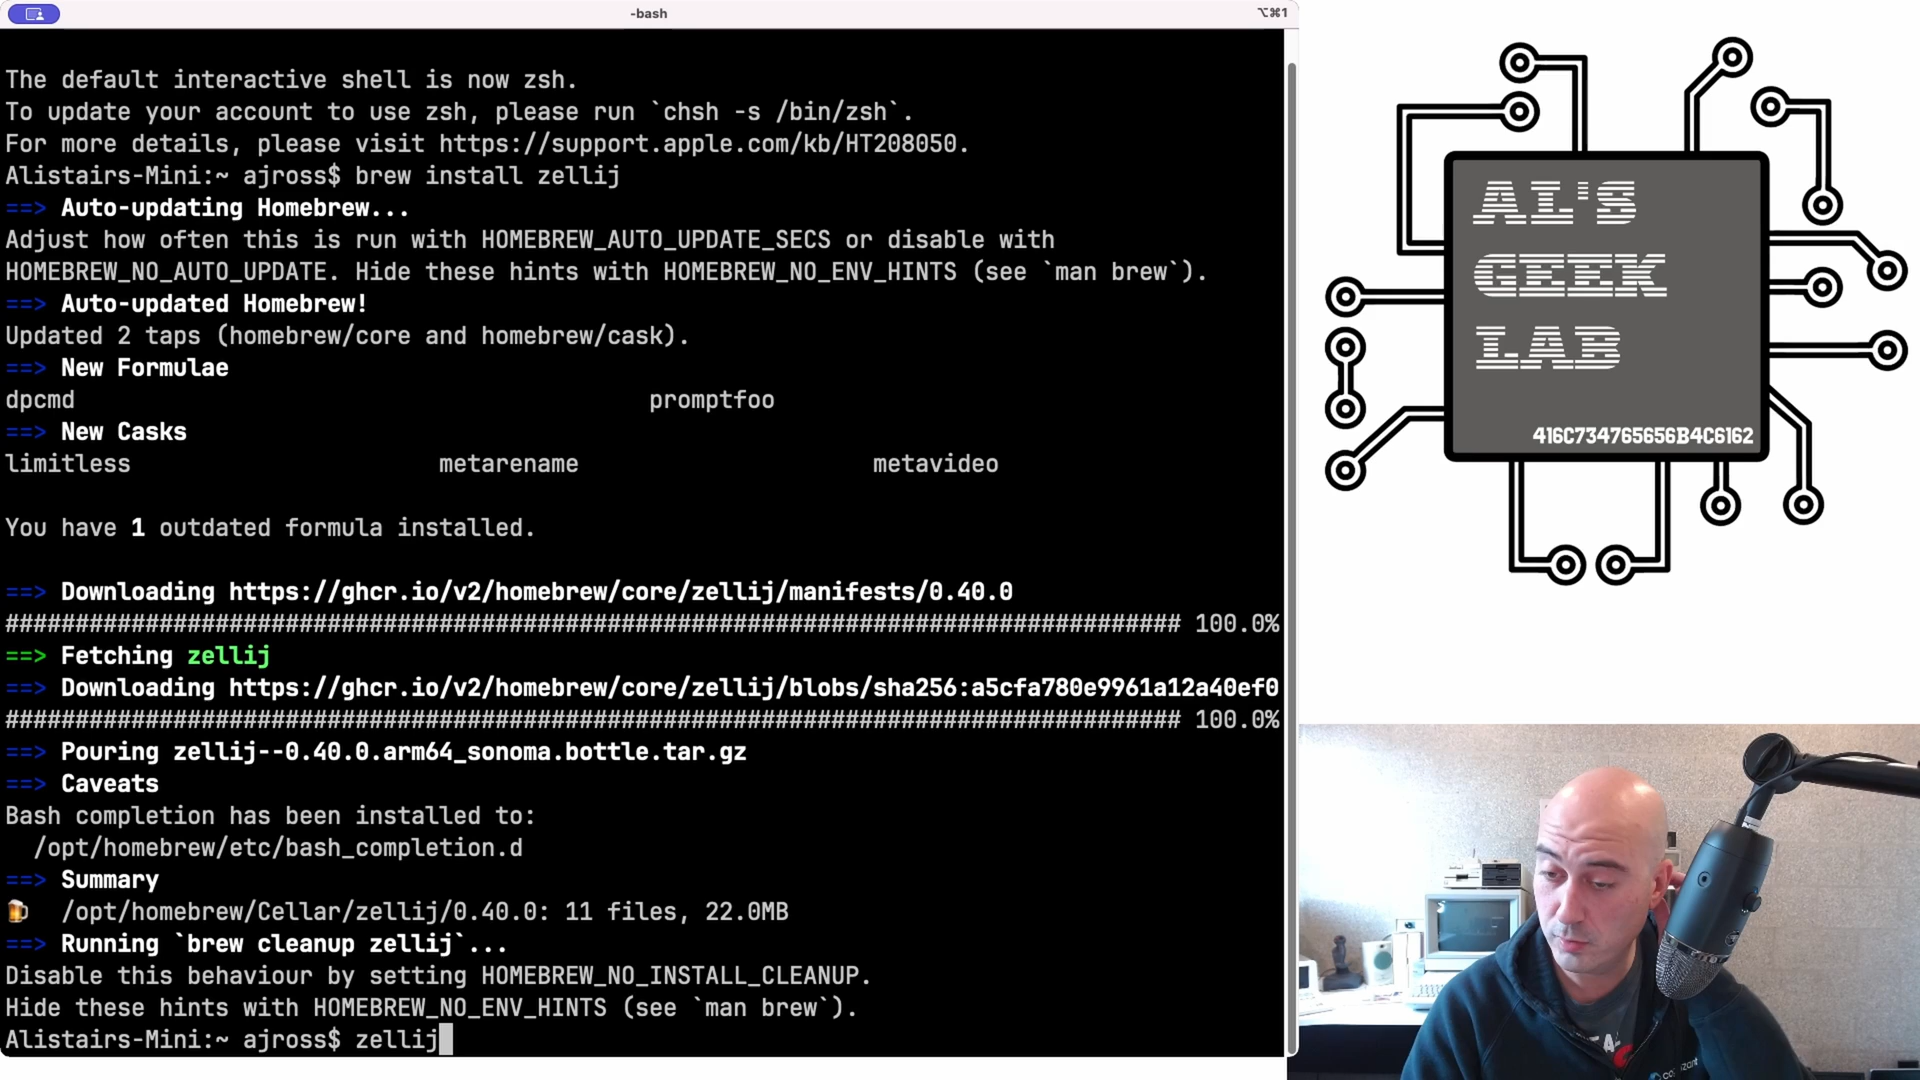 -bash
⌥⌘1
The default interactive shell is now zsh.
To update your account to use zsh, please run `chsh -s /bin/zsh`.
For more details, please visit https://support.apple.com/kb/HT208050.
Alistairs-Mini:~ ajross$ brew install zellij
==> Auto-updating Homebrew...
Adjust how often this is run with HOMEBREW_AUTO_UPDATE_SECS or disable with
HOMEBREW_NO_AUTO_UPDATE. Hide these hints with HOMEBREW_NO_ENV_HINTS (see `man brew`).
==> Auto-updated Homebrew!
Updated 2 taps (homebrew/core and homebrew/cask).
==> New Formulae
dpcmd promptfoo
==> New Casks
limitless metarename metavideo
You have 1 outdated formula installed.
==> Downloading https://ghcr.io/v2/homebrew/core/zellij/manifests/0.40.0
#################################################################################### 100.0%
==> Fetching zellij
==> Downloading https://ghcr.io/v2/homebrew/core/zellij/blobs/sha256:a5cfa780e9961a12a40ef0
#################################################################################### 100.0%
==> Pouring zellij--0.40.0.arm64_sonoma.bottle.tar.gz
==> Caveats
Bash completion has been installed to:
/opt/homebrew/etc/bash_completion.d
==> Summary
🍺 /opt/homebrew/Cellar/zellij/0.40.0: 11 files, 22.0MB
==> Running `brew cleanup zellij`...
Disable this behaviour by setting HOMEBREW_NO_INSTALL_CLEANUP.
Hide these hints with HOMEBREW_NO_ENV_HINTS (see `man brew`).
Alistairs-Mini:~ ajross$ zellij
AL'S
GEEK
LAB
416C734765656B4C6162